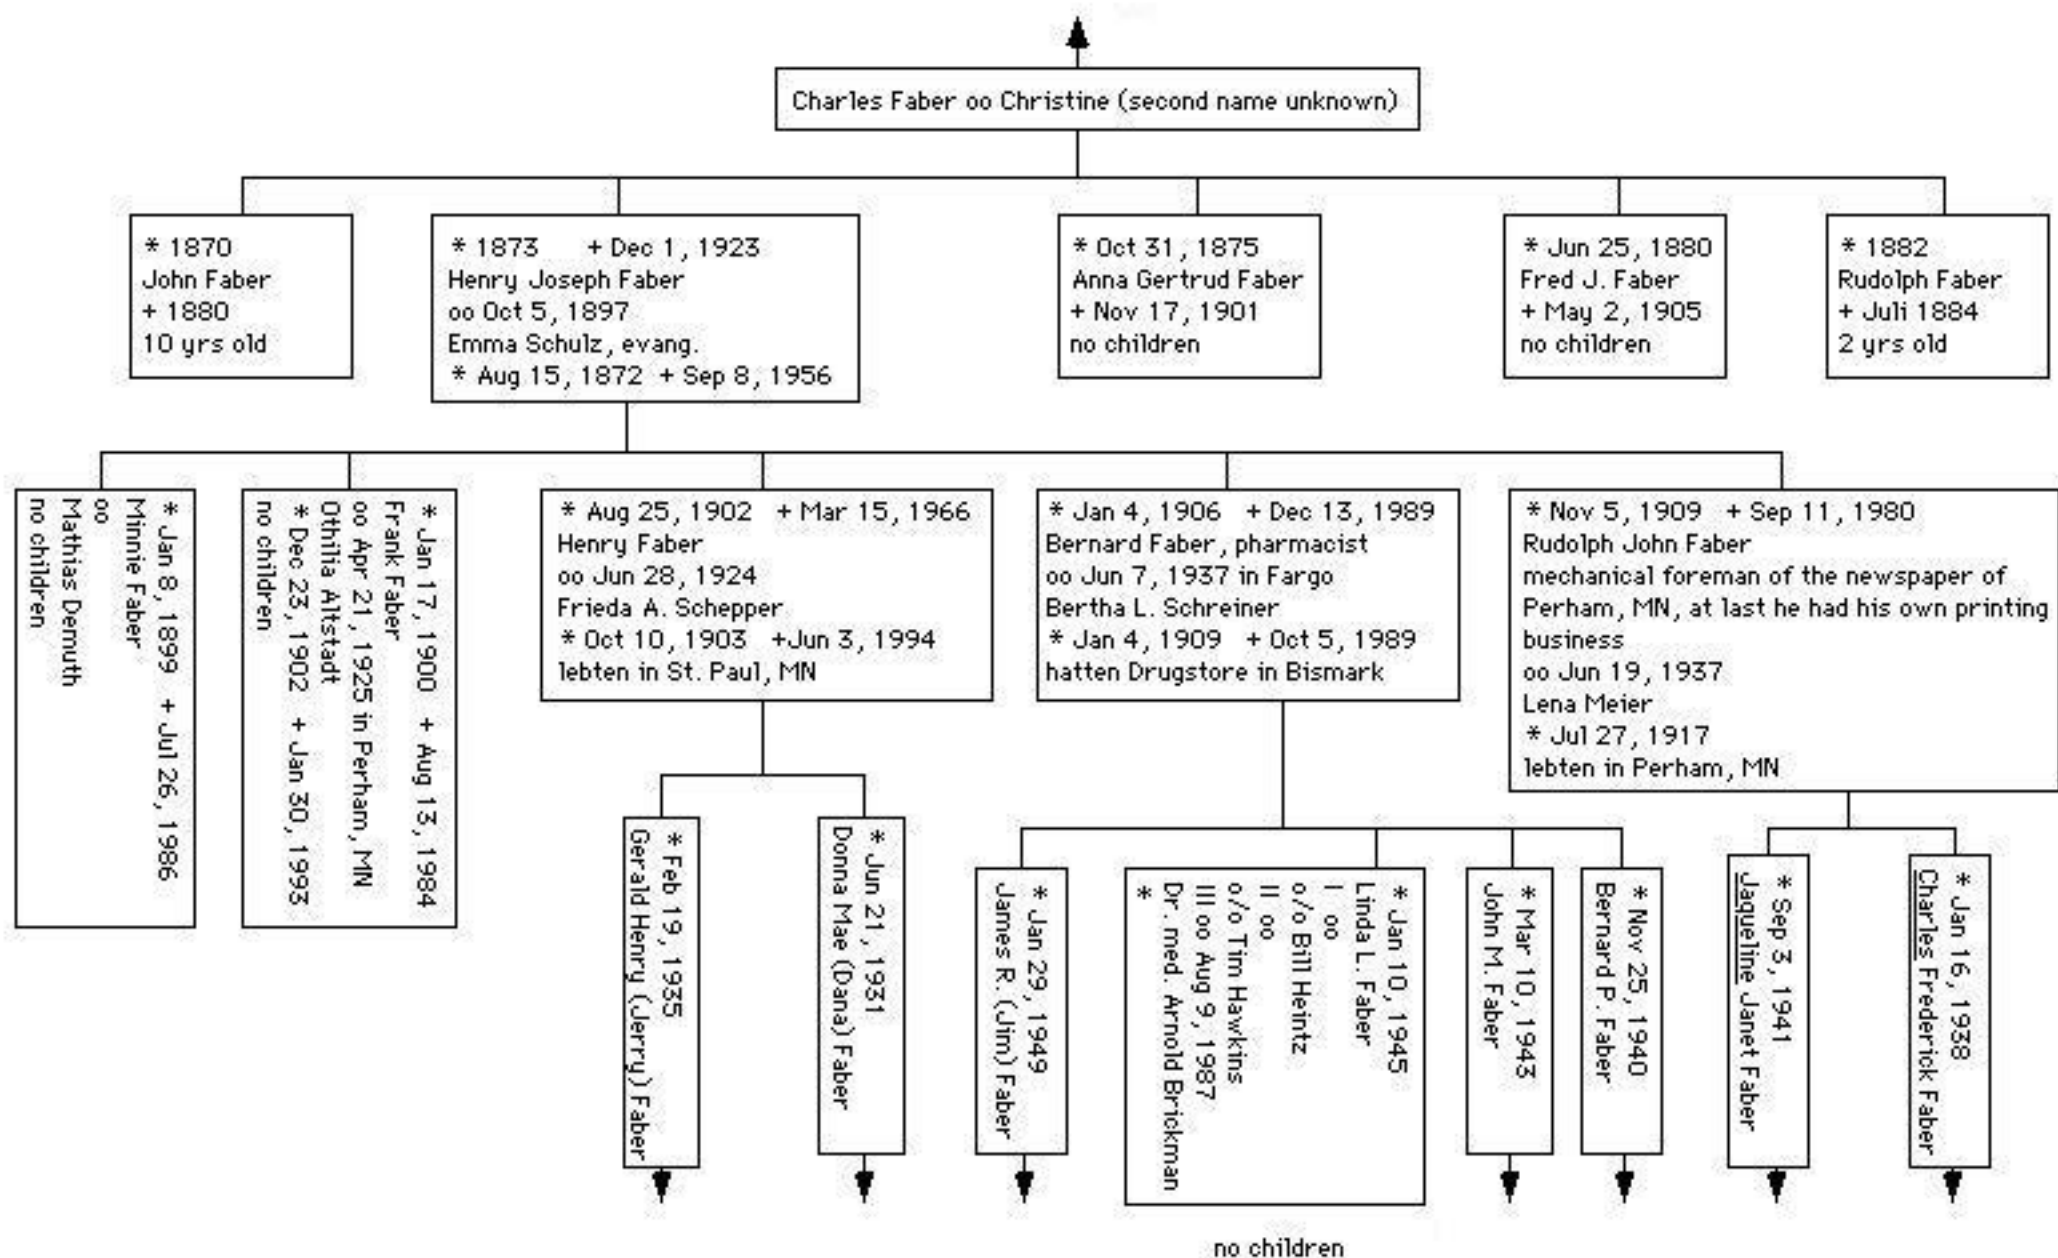 Charles Faber oo Christine (second name unknown)
* 1870
John Faber
+ 1880
10 yrs old
* 1873 + Dec 1, 1923
Henry Joseph Faber
oo Oct 5, 1897
Emma Schulz, evang.
* Aug 15, 1872 + Sep 8, 1956
* Oct 31, 1875
Anna Gertrud Faber
+ Nov 17, 1901
no children
* Jun 25, 1880
Fred J. Faber
+ May 2, 1905
no children
* 1882
Rudolph Faber
+ Juli 1884
2 yrs old
* Jan 8, 1899 + Jul 26, 1986
Minnie Faber
oo
Mathias Demuth
no children
* Jan 17, 1900 + Aug 13, 1984
Frank Faber
oo Apr 21, 1925 in Perham, MN
Othilia Altstadt
* Dec 23, 1902 + Jan 30, 1993
no children
* Aug 25, 1902 + Mar 15, 1966
Henry Faber
oo Jun 28, 1924
Frieda A. Schepper
* Oct 10, 1903 +Jun 3, 1994
lebten in St. Paul, MN
* Jan 4, 1906 + Dec 13, 1989
Bernard Faber, pharmacist
oo Jun 7, 1937 in Fargo
Bertha L. Schreiner
* Jan 4, 1909 + Oct 5, 1989
hatten Drugstore in Bismark
* Nov 5, 1909 + Sep 11, 1980
Rudolph John Faber
mechanical foreman of the newspaper of
Perham, MN, at last he had his own printing
business
oo Jun 19, 1937
Lena Meier
* Jul 27, 1917
lebten in Perham, MN
* Feb 19, 1935
Gerald Henry (Jerry) Faber
* Jun 21, 1931
Donna Mae (Dana) Faber
* Jan 29, 1949
James R. (Jim) Faber
* Jan 10, 1945
Linda L. Faber
I oo
o/o Bill Heintz
II oo
o/o Tim Hawkins
III oo Aug 9, 1987
Dr. med. Arnold Brickman
*
* Mar 10, 1943
John M. Faber
* Nov 25, 1940
Bernard P. Faber
* Sep 3, 1941
Jaqueline Janet Faber
* Jan 16, 1938
Charles Frederick Faber
no children